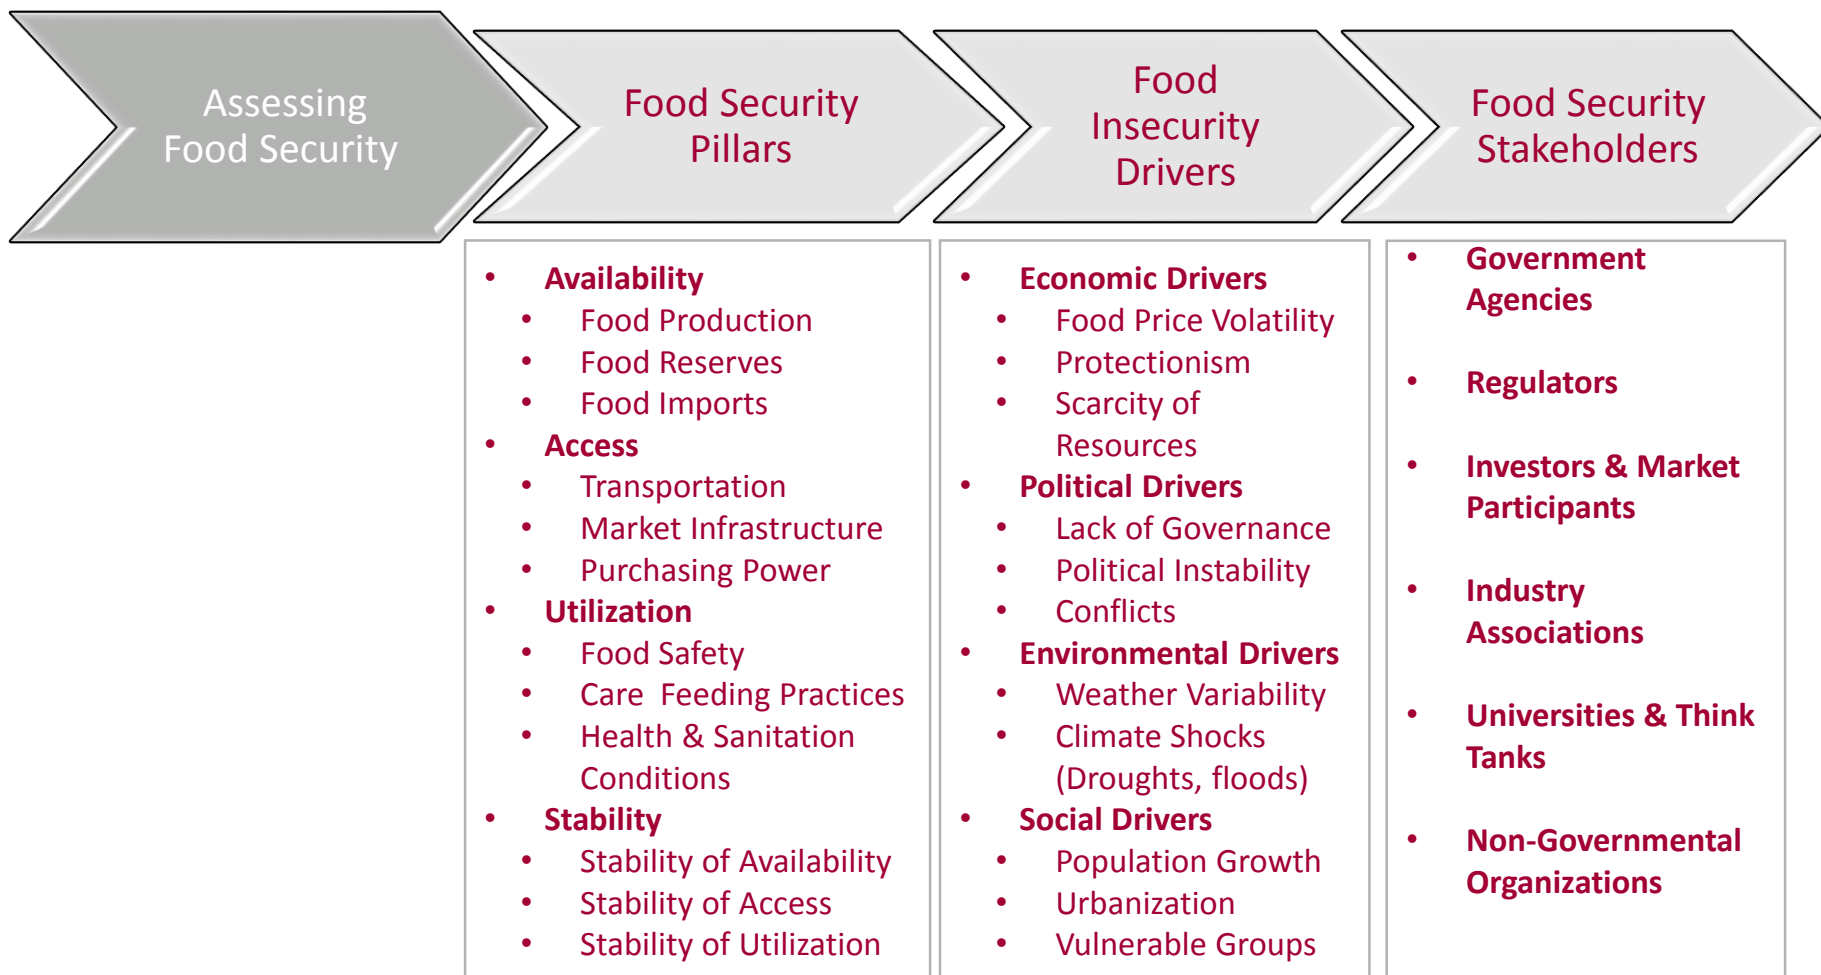 Assessing
Food Security
Food Security
Pillars
Food
Insecurity
Drivers
Food Security
Stakeholders
• Availability
• Food Production
• Food Reserves
• Food Imports
• Access
• Transportation
• Market Infrastructure
• Purchasing Power
• Utilization
• Food Safety
• Care  Feeding Practices
• Health & Sanitation
Conditions
• Stability
• Stability of Availability
• Stability of Access
• Stability of Utilization
• Economic Drivers
• Food Price Volatility
• Protectionism
• Scarcity of
Resources
• Political Drivers
• Lack of Governance
• Political Instability
• Conflicts
• Environmental Drivers
• Weather Variability
• Climate Shocks
(Droughts, floods)
• Social Drivers
• Population Growth
• Urbanization
• Vulnerable Groups
• Government
Agencies
• Regulators
• Investors & Market
Participants
• Industry
Associations
• Universities & Think
Tanks
• Non-Governmental
Organizations